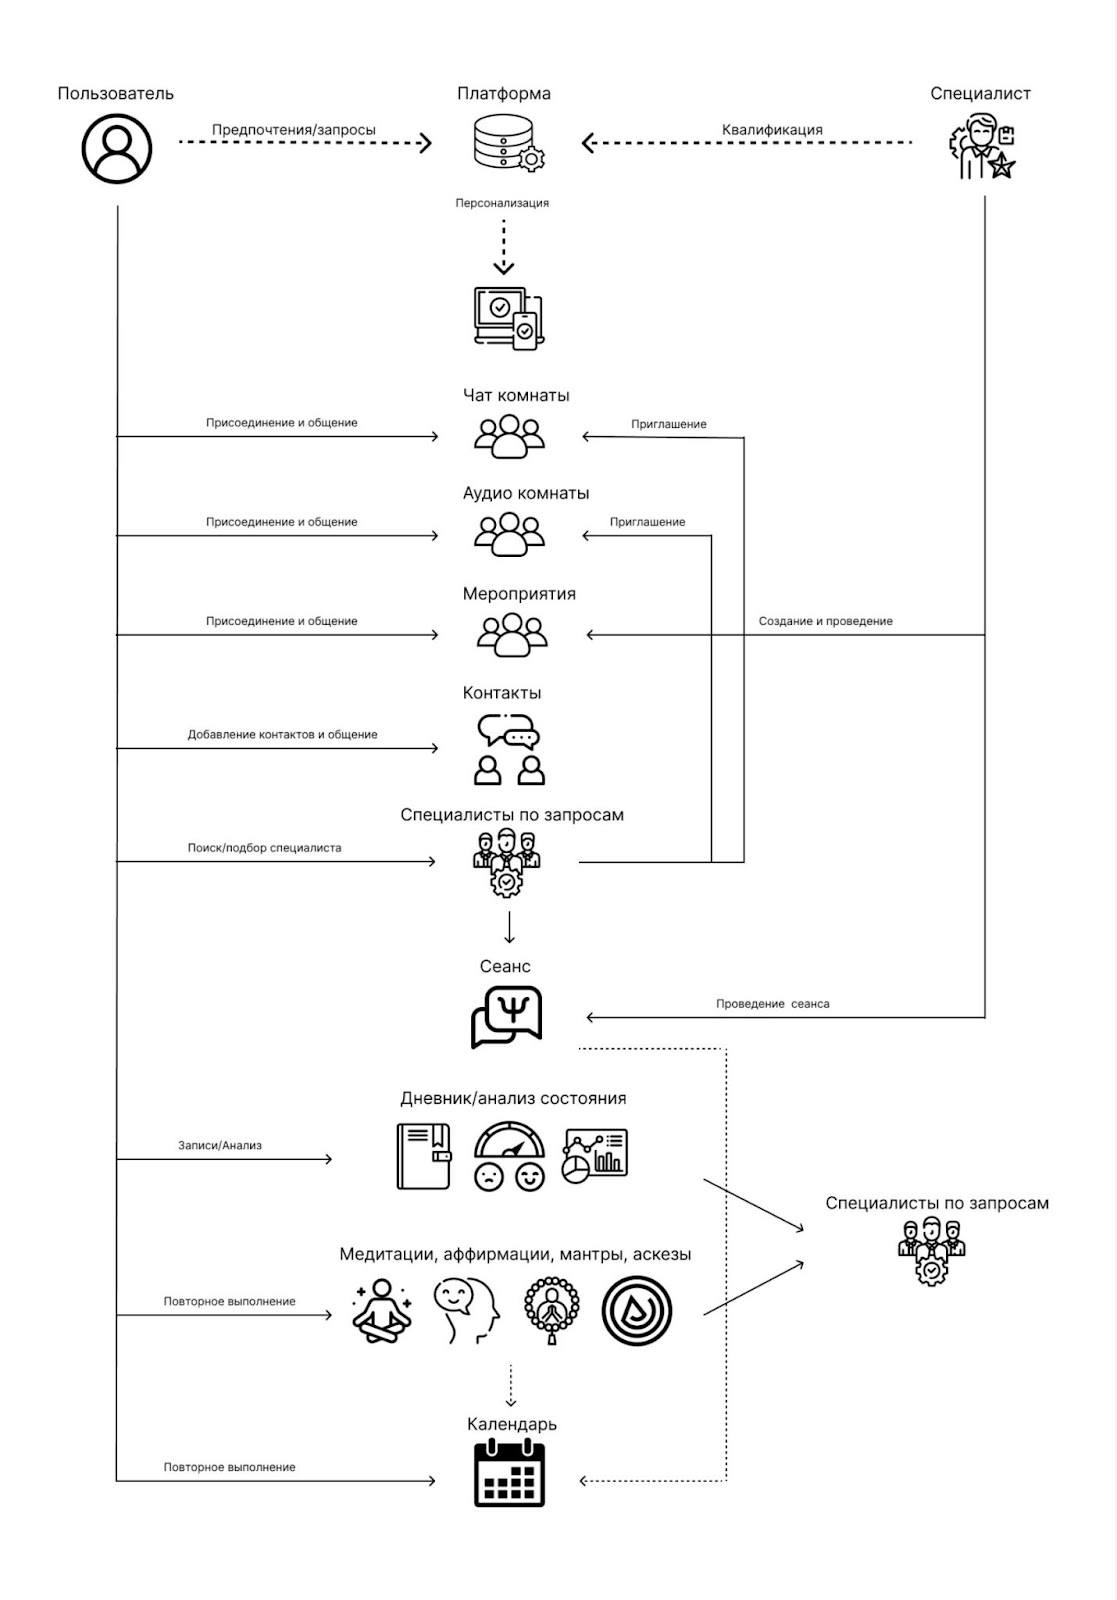 Пользователь
Платформа
Специалист
Предпочтения/запросы
Квалификация
Персонализация
Чат комнаты
Присоединение и общение
Приглашение
Аудио комнаты
Присоединение и общение
Приглашение
Мероприятия
Присоединение и общение
Создание и проведение
Контакты
Добавление контактов и общение
Специалисты по запросам
Поиск/подбор специалиста
Сеанс
Проведение сеанса
Дневник/анализ состояния
Записи/Анализ
Специалисты по запросам
Медитации, аффирмации, мантры, аскезы
Повторное выполнение
Календарь
Повторное выполнение